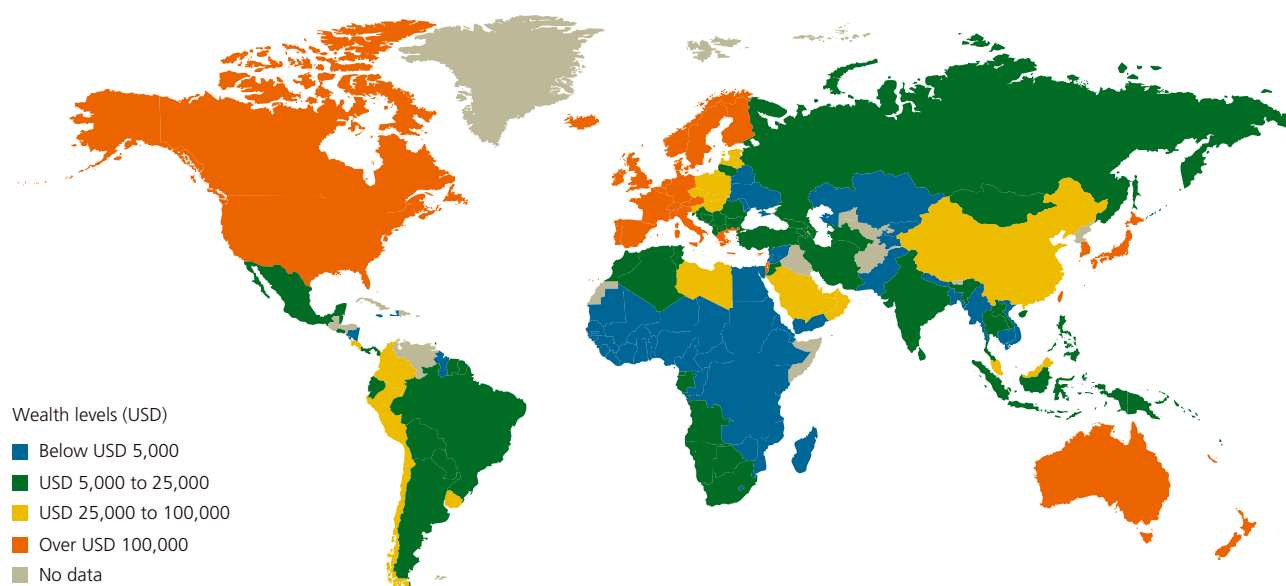 Wealth levels (USD)
Below USD 5,000
USD 5,000 to 25,000
USD 25,000 to 100,000
Over USD 100,000
No data